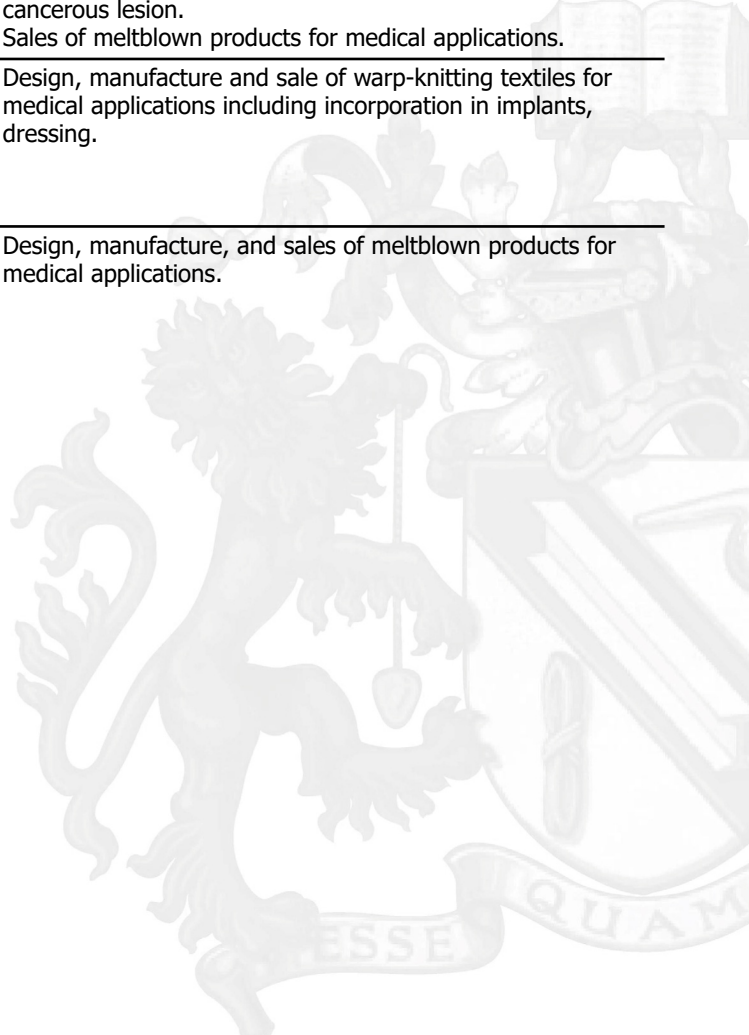 cancerous lesion.
Sales of meltblown products for medical applications.
Design, manufacture and sale of warp-knitting textiles for
medical applications including incorporation in implants,
dressing.
Design, manufacture, and sales of meltblown products for
medical applications.
ESSE
QUAM